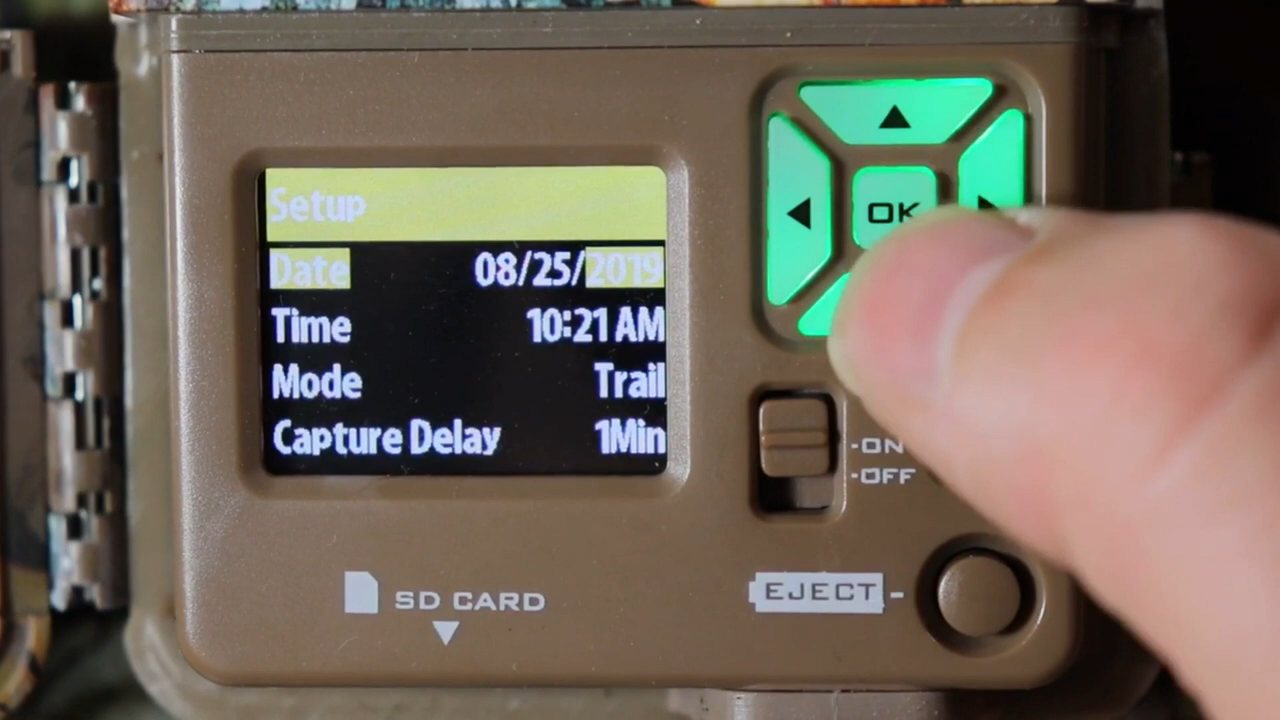 Setup
Date 08/25/2019
Time 10:21 AM
Mode Trail
Capture Delay 1Min
OK
-ON
-OFF
EJECT -
SD CARD